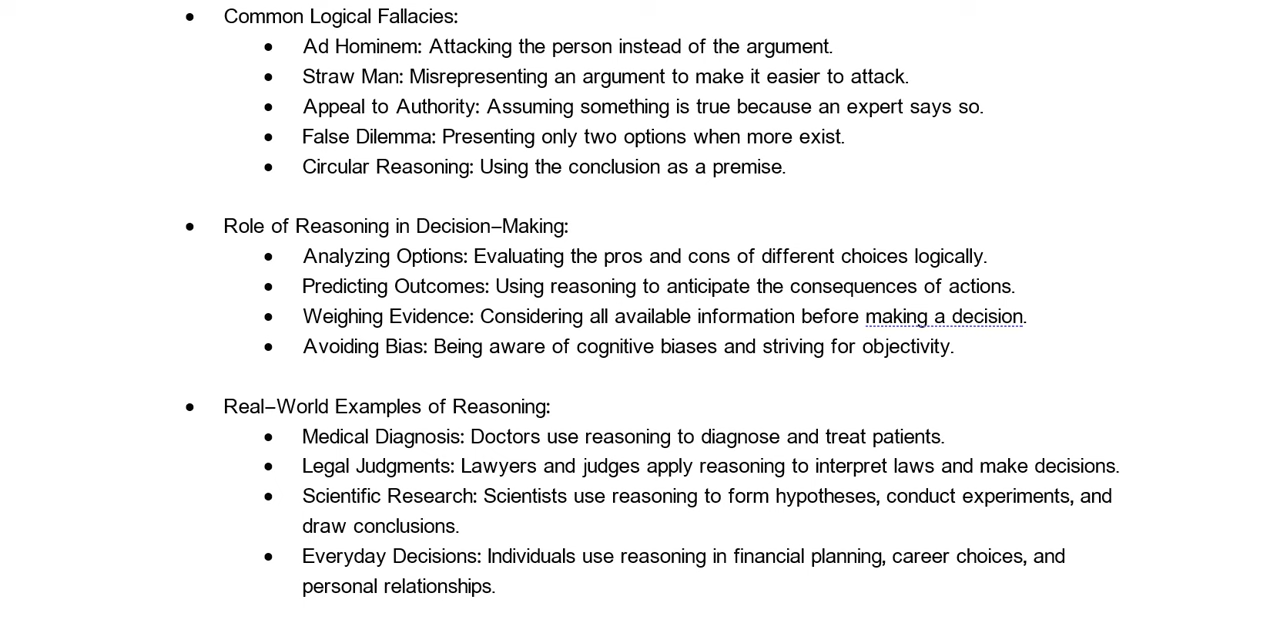 • Common Logical Fallacies:
• Ad Hominem: Attacking the person instead of the argument.
• Straw Man: Misrepresenting an argument to make it easier to attack.
• Appeal to Authority: Assuming something is true because an expert says so.
• False Dilemma: Presenting only two options when more exist.
• Circular Reasoning: Using the conclusion as a premise.
• Role of Reasoning in Decision–Making:
• Analyzing Options: Evaluating the pros and cons of different choices logically.
• Predicting Outcomes: Using reasoning to anticipate the consequences of actions.
• Weighing Evidence: Considering all available information before making a decision.
• Avoiding Bias: Being aware of cognitive biases and striving for objectivity.
• Real–World Examples of Reasoning:
• Medical Diagnosis: Doctors use reasoning to diagnose and treat patients.
• Legal Judgments: Lawyers and judges apply reasoning to interpret laws and make decisions.
• Scientific Research: Scientists use reasoning to form hypotheses, conduct experiments, and
draw conclusions.
• Everyday Decisions: Individuals use reasoning in financial planning, career choices, and
personal relationships.